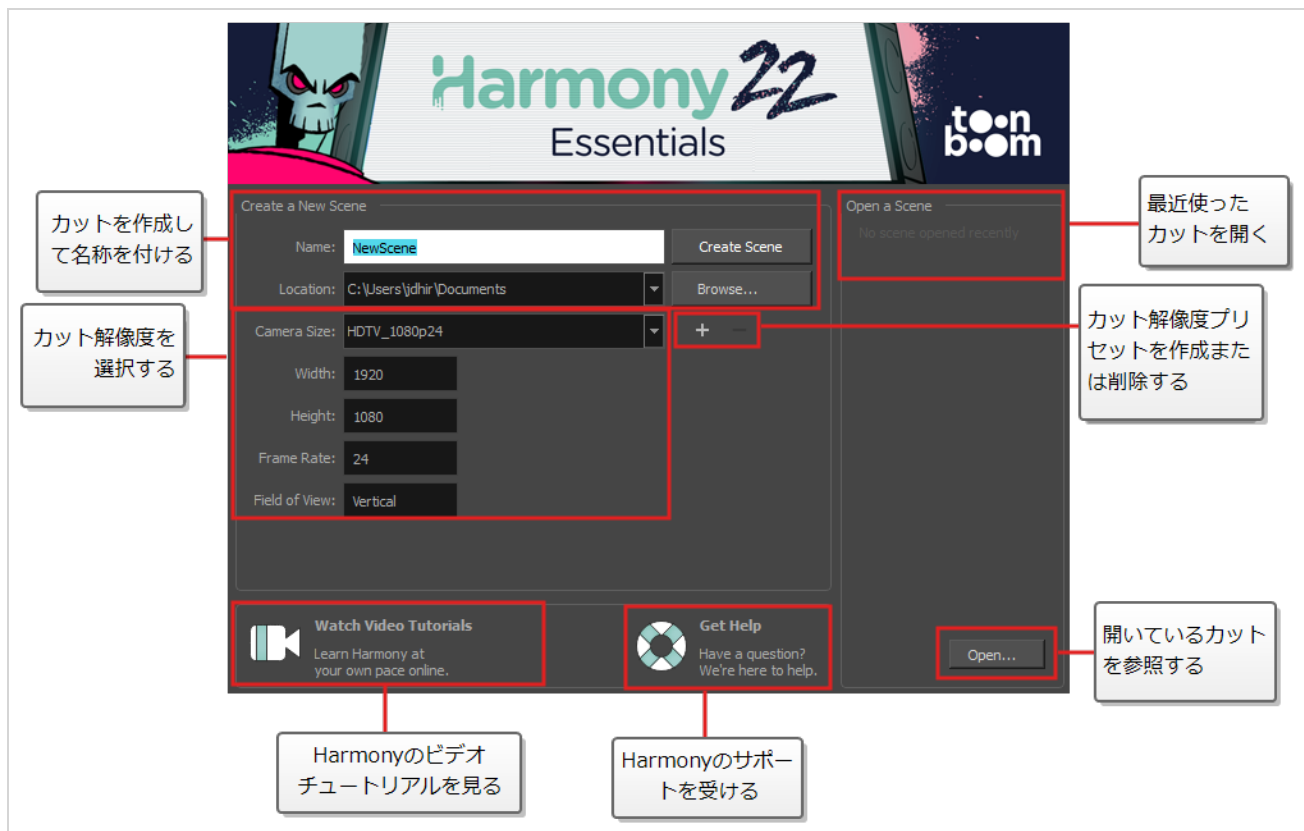 Harmony 22
Essentials
toon
boom
カットを作成し
て名称を付ける
Create a New Scene
Name: NewScene Create Scene
Location: C:\Users\jdhir\Documents Browse...
Open a Scene
No scene opened recently
最近使った
カットを開く
カット解像度を
選択する
Camera Size: HDTV_1080p24 + −
Width: 1920
Height: 1080
Frame Rate: 24
Field of View: Vertical
カット解像度プリ
セットを作成また
は削除する
Watch Video Tutorials
Learn Harmony at
your own pace online.
Get Help
Have a question?
We're here to help.
Open...
開いているカット
を参照する
Harmonyのビデオ
チュートリアルを見る
Harmonyのサポー
トを受ける